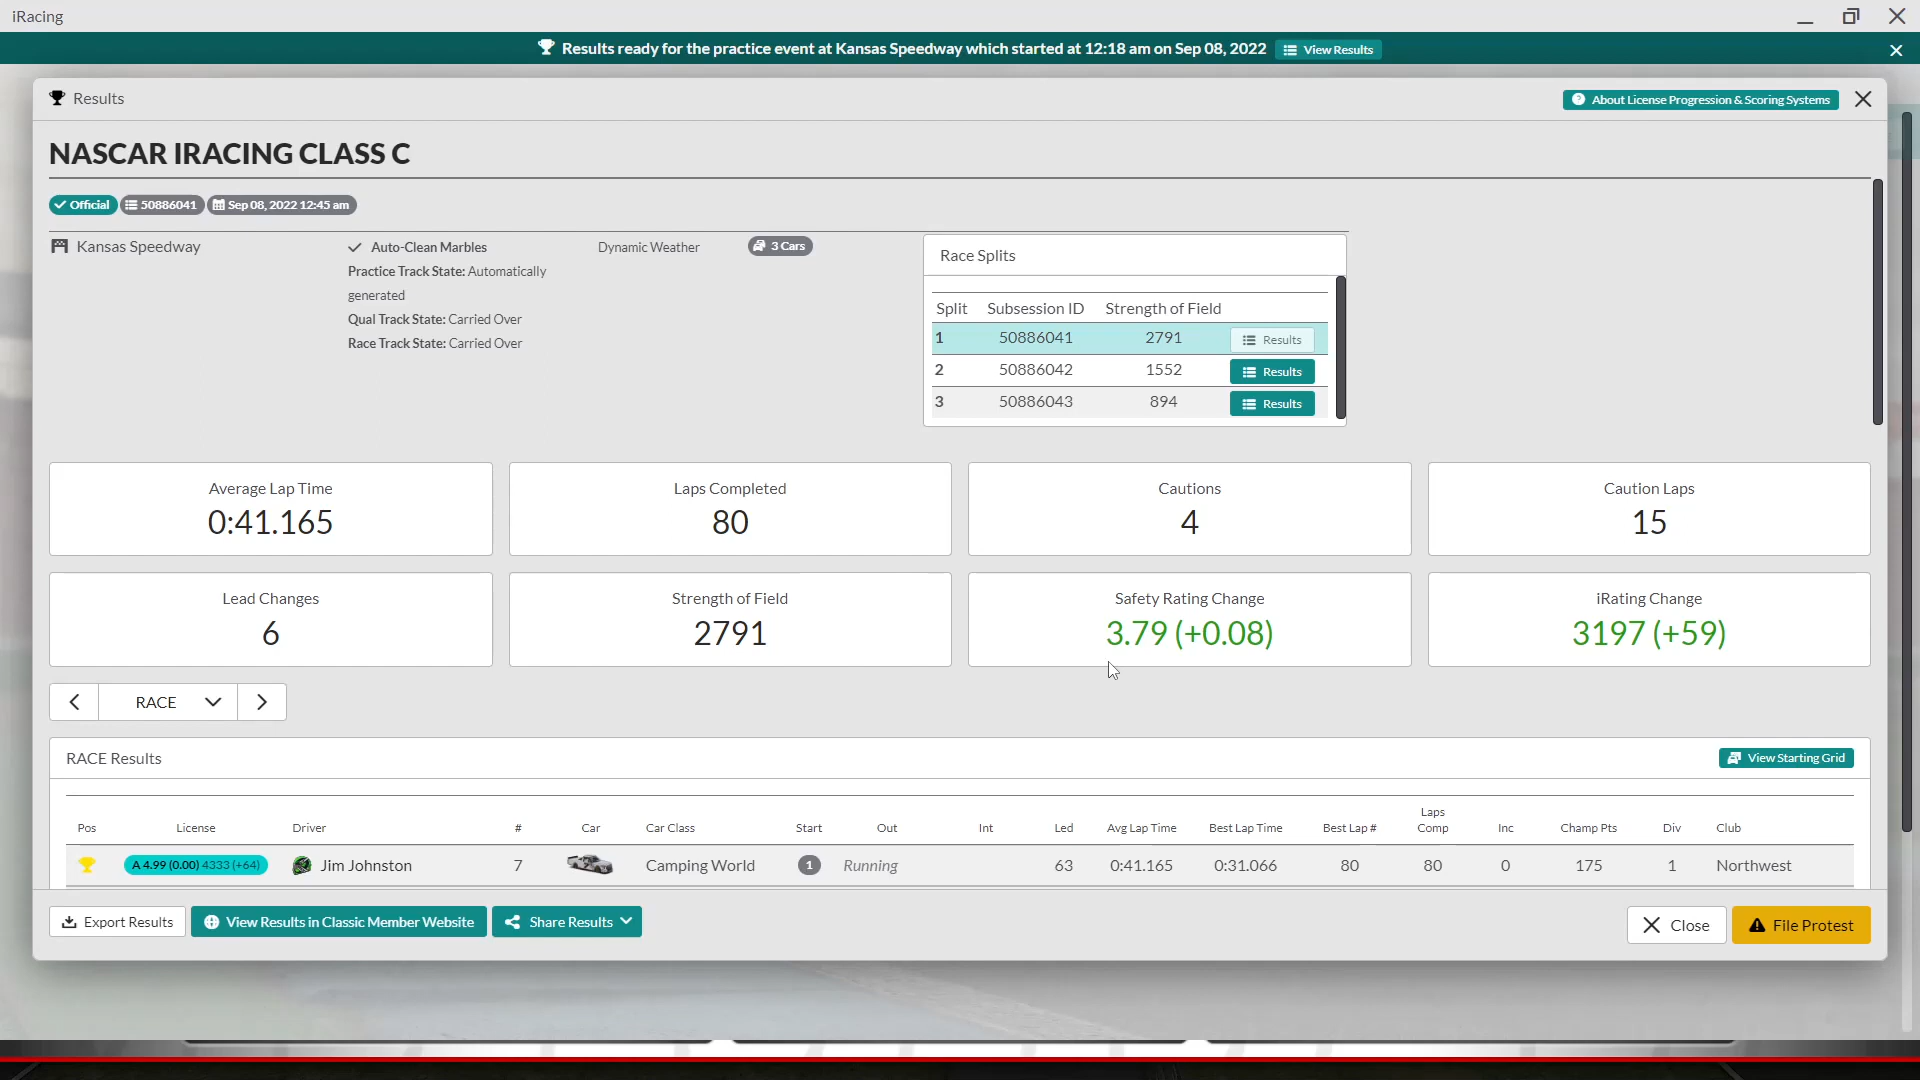 iRacing
Results ready for the practice event at Kansas Speedway which started at 12:18 am on Sep 08, 2022 View Results
Results
About License Progression & Scoring Systems
NASCAR IRACING CLASS C
Official 50886041 Sep 08, 2022 12:45 am
Kansas Speedway
Auto-Clean Marbles
Practice Track State: Automatically
generated
Qual Track State: Carried Over
Race Track State: Carried Over
Dynamic Weather
3 Cars
Race Splits
Split Subsession ID Strength of Field
1 50886041 2791 Results
2 50886042 1552 Results
3 50886043 894 Results
Average Lap Time
0:41.165
Laps Completed
80
Cautions
4
Caution Laps
15
Lead Changes
6
Strength of Field
2791
Safety Rating Change
3.79 (+0.08)
iRating Change
3197 (+59)
RACE
RACE Results
View Starting Grid
Pos License Driver # Car Car Class Start Out Int Led Avg Lap Time Best Lap Time Best Lap # Laps Comp Inc Champ Pts Div Club
A 4.99 (0.00) 4333 (+64) Jim Johnston 7 Camping World 1 Running 63 0:41.165 0:31.066 80 80 0 175 1 Northwest
Export Results View Results in Classic Member Website Share Results
Close File Protest